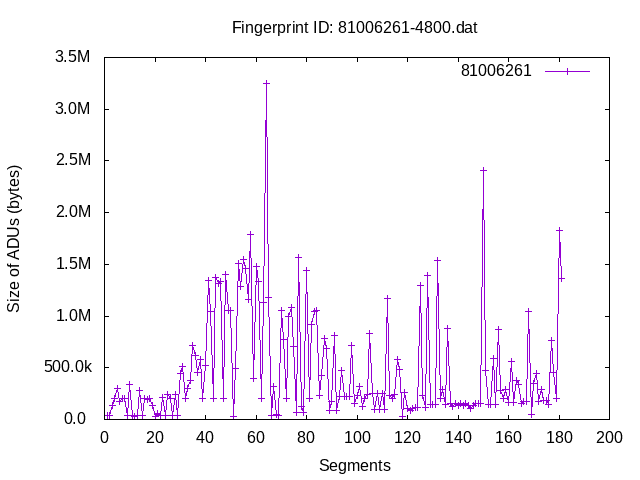 Fingerprint ID: 81006261-4800.dat
81006261
3.5M
3.0M
2.5M
2.0M
1.5M
1.0M
500.0k
0.0
Size of ADUs (bytes)
0 20 40 60 80 100 120 140 160 180 200
Segments